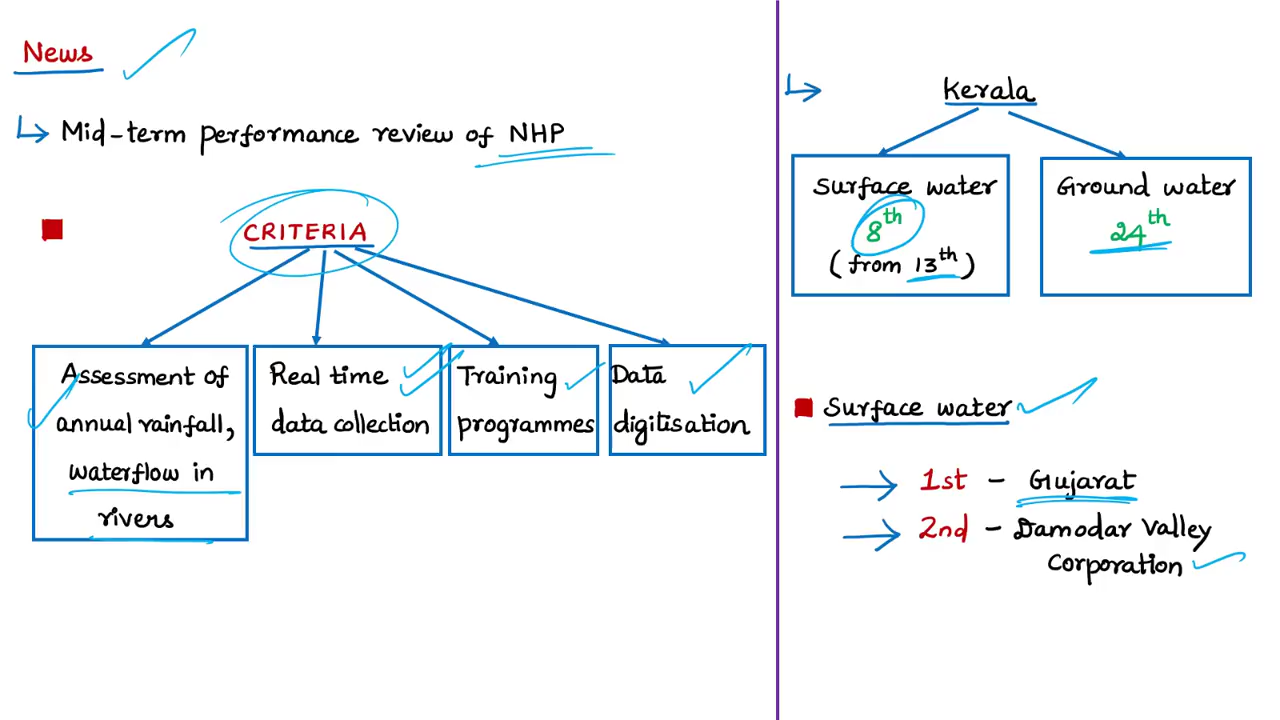 News
Mid-term performance review of NHP
CRITERIA
Assessment of
annual rainfall,
waterflow in
rivers
Real time
data collection
Training
programmes
Data
digitisation
Kerala
Surface water
8th
(from 13th)
Ground water
24th
Surface water
1st - Gujarat
2nd - Damodar Valley
Corporation